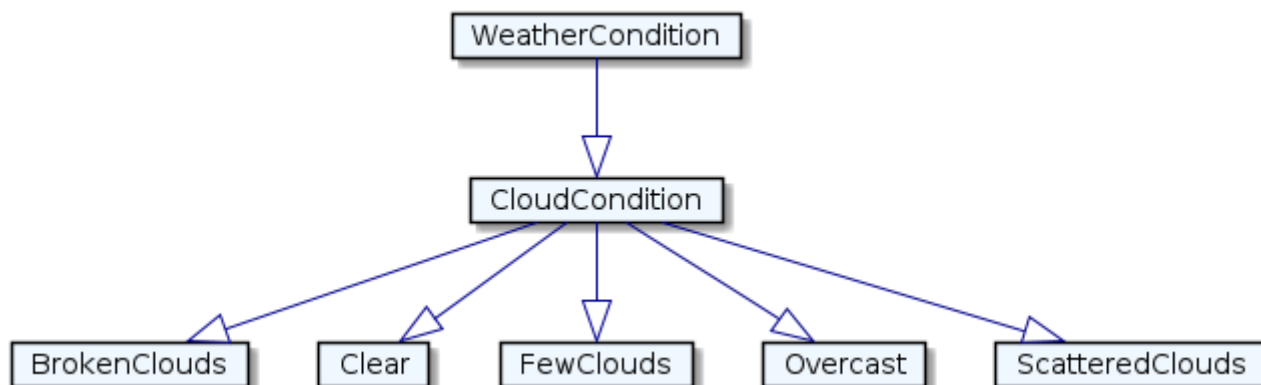 WeatherCondition
CloudCondition
BrokenClouds
Clear
FewClouds
Overcast
ScatteredClouds